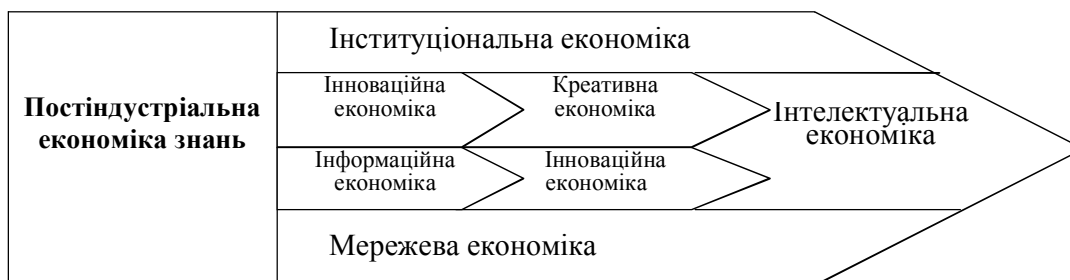 Інституціональна економіка
Постіндустріальна
економіка знань
Інноваційна
економіка
Креативна
економіка
Інтелектуальна
економіка
Інформаційна
економіка
Інноваційна
економіка
Мережева економіка